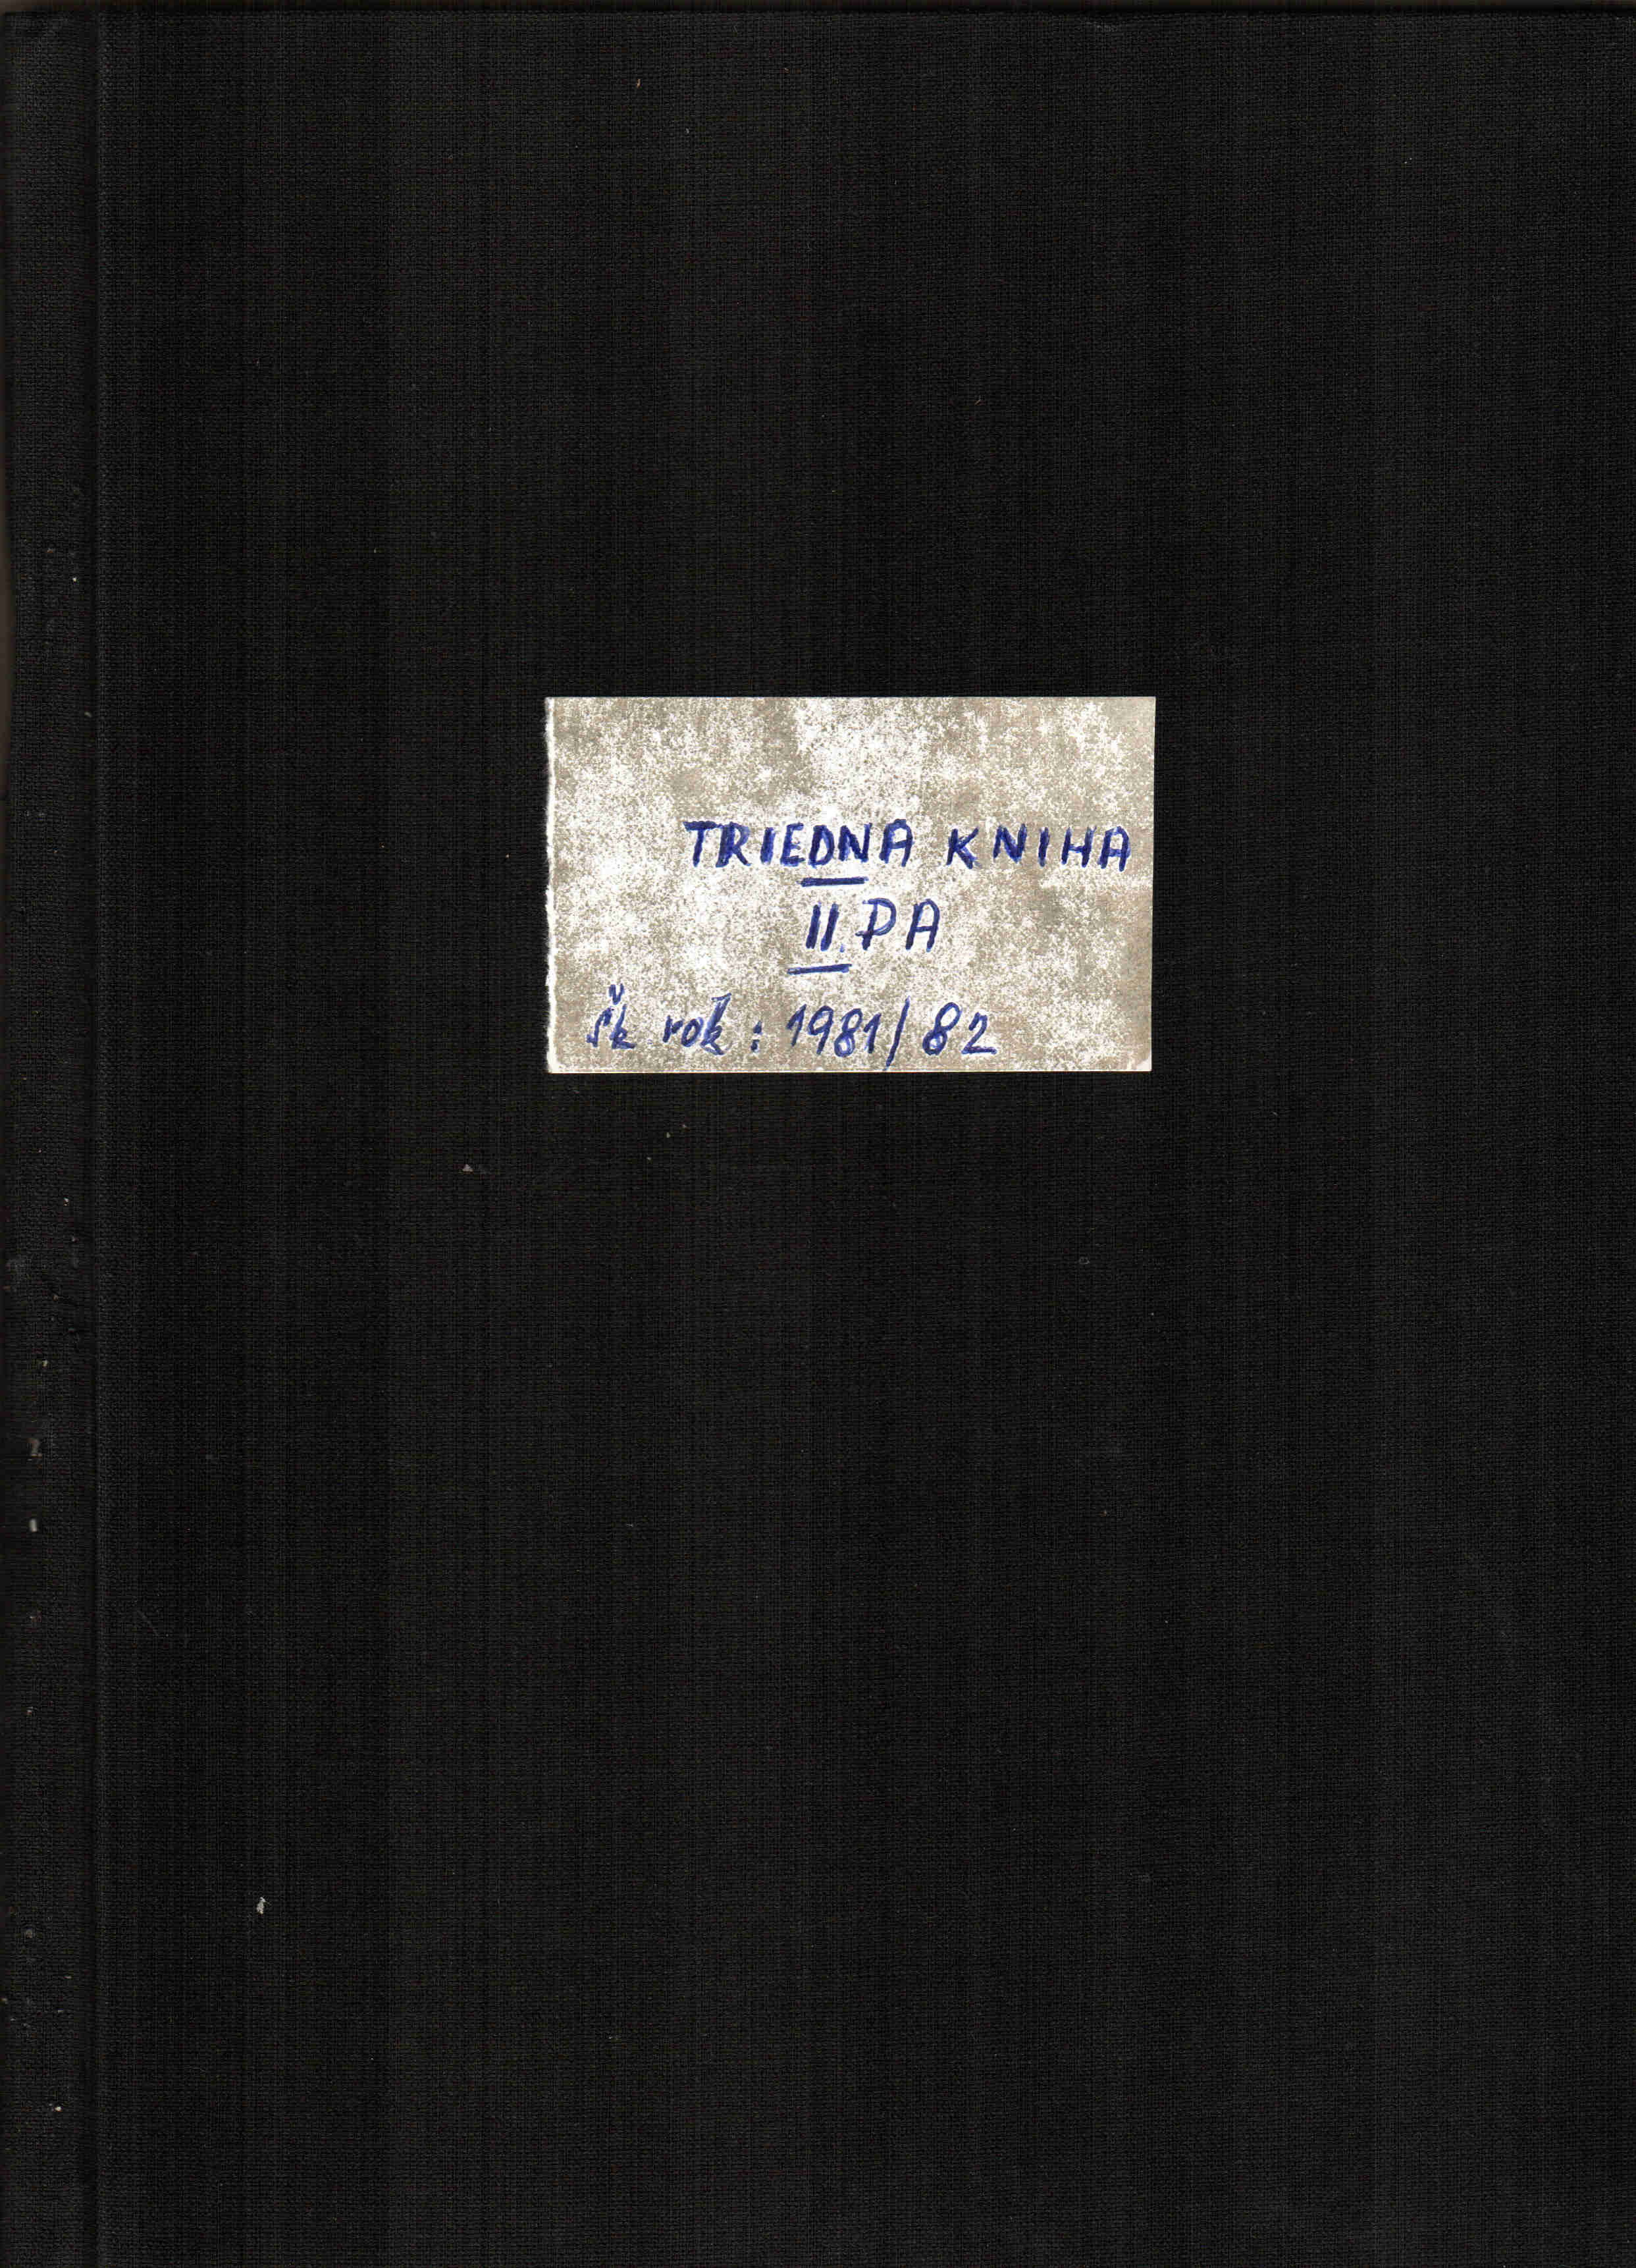 TRIEDNA KNIHA
II. PA
Šk. rok: 1981/82